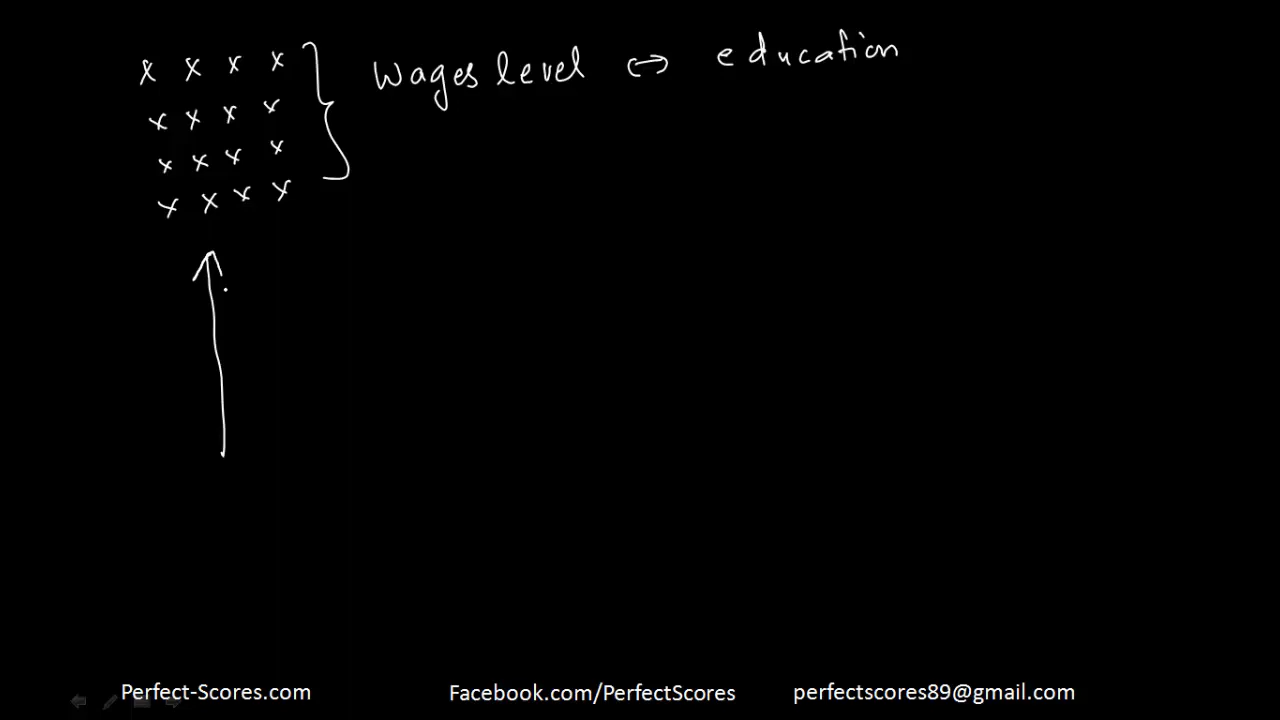 x x x x
x x x x
x x x x
x x x x
Wages level ↔ education
Perfect-Scores.com
Facebook.com/PerfectScores
perfectscores89@gmail.com